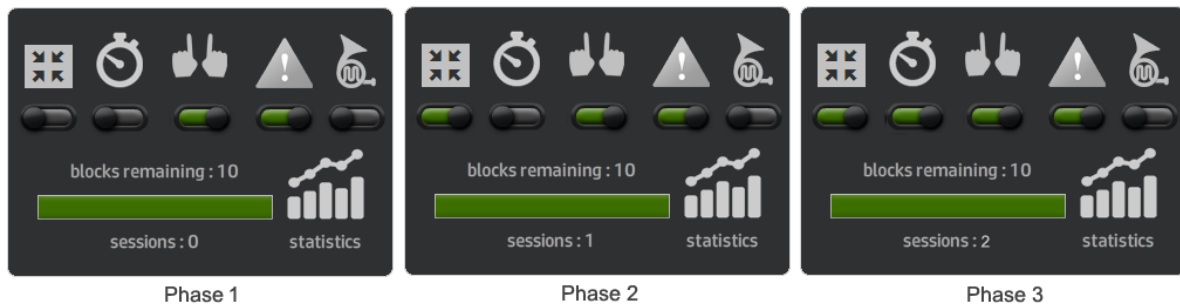 blocks remaining : 10
sessions : 0
statistics
Phase 1
blocks remaining : 10
sessions : 1
statistics
Phase 2
blocks remaining : 10
sessions : 2
statistics
Phase 3